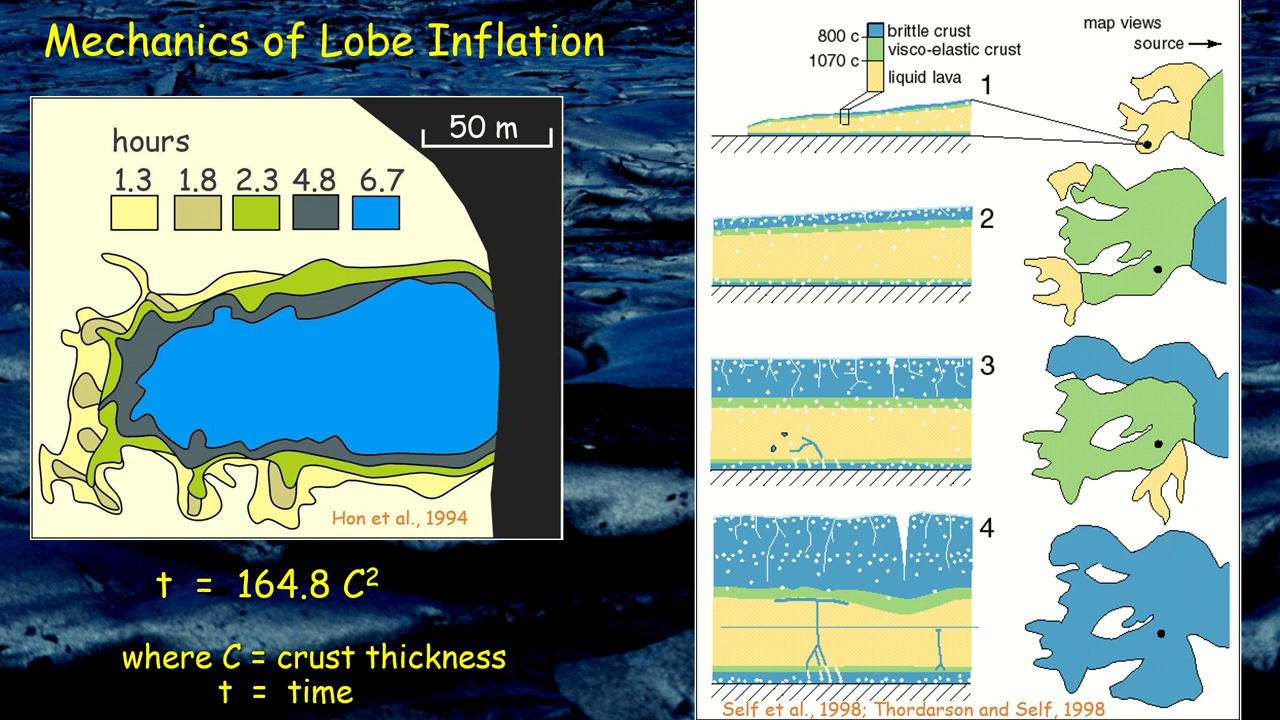 Mechanics of Lobe Inflation
hours
50 m
1.3 1.8 2.3 4.8 6.7
Hon et al., 1994
t = 164.8 C²
where C = crust thickness
t = time
800 c
1070 c
brittle crust
visco-elastic crust
liquid lava
map views
source
1
2
3
4
Self et al., 1998; Thordarson and Self, 1998